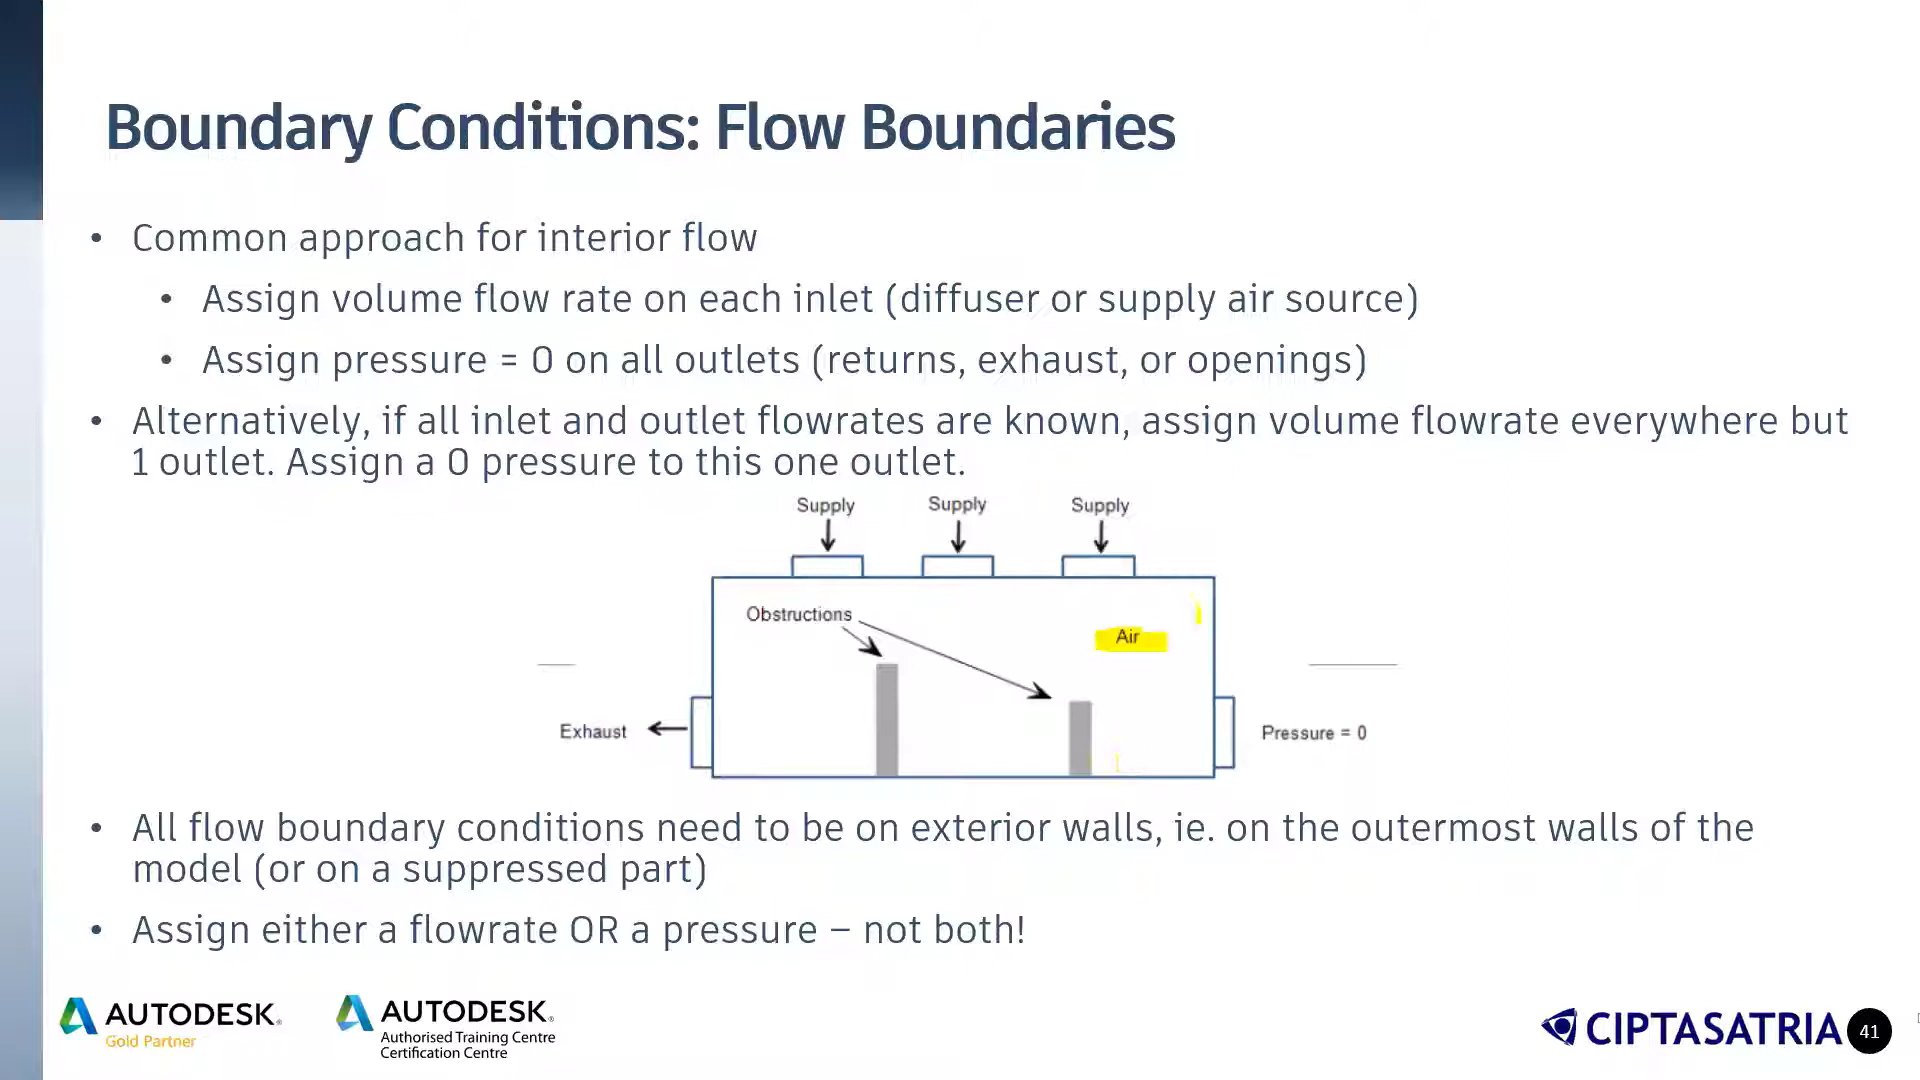 Boundary Conditions: Flow Boundaries
• Common approach for interior flow
• Assign volume flow rate on each inlet (diffuser or supply air source)
• Assign pressure = 0 on all outlets (returns, exhaust, or openings)
• Alternatively, if all inlet and outlet flowrates are known, assign volume flowrate everywhere but
1 outlet. Assign a 0 pressure to this one outlet.
Supply Supply Supply
Obstructions
Air
Exhaust
Pressure = 0
• All flow boundary conditions need to be on exterior walls, ie. on the outermost walls of the
model (or on a suppressed part)
• Assign either a flowrate OR a pressure – not both!
AUTODESK.
Gold Partner
AUTODESK.
Authorised Training Centre
Certification Centre
CIPTASATRIA
41